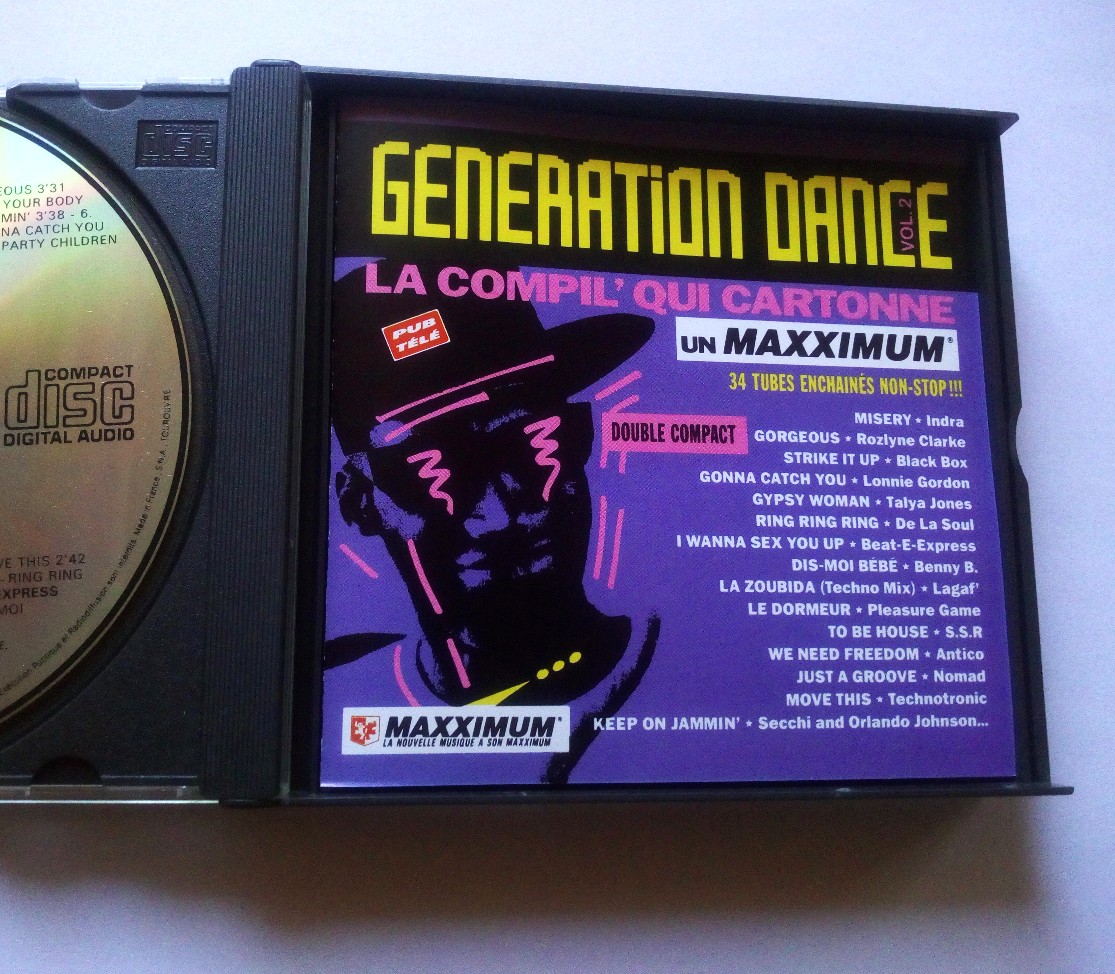 EOUS 3'31
YOUR BODY
MIN' 3'38 - 6.
NA CATCH YOU
PARTY CHILDREN
COMPACT
disc
DIGITAL AUDIO
VE THIS 2'42
RING RING
EXPRESS
MOI
E.
Made in France
disc
GENERATION DANCE
VOL. 2
LA COMPIL' QUI CARTONNE
PUB
TÉLÉ
UN MAXXIMUM®
34 TUBES ENCHAINÉS NON-STOP!!!
DOUBLE COMPACT
MISERY ★ Indra
GORGEOUS ★ Rozlyne Clarke
STRIKE IT UP ★ Black Box
GONNA CATCH YOU ★ Lonnie Gordon
GYPSY WOMAN ★ Talya Jones
RING RING RING ★ De La Soul
I WANNA SEX YOU UP ★ Beat-E-Express
DIS-MOI BÉBÉ ★ Benny B.
LA ZOUBIDA (Techno Mix) ★ Lagaf'
LE DORMEUR ★ Pleasure Game
TO BE HOUSE ★ S.S.R
WE NEED FREEDOM ★ Antico
JUST A GROOVE ★ Nomad
MOVE THIS ★ Technotronic
KEEP ON JAMMIN' ★ Secchi and Orlando Johnson...
MAXXIMUM®
LA NOUVELLE MUSIQUE A SON MAXXIMUM